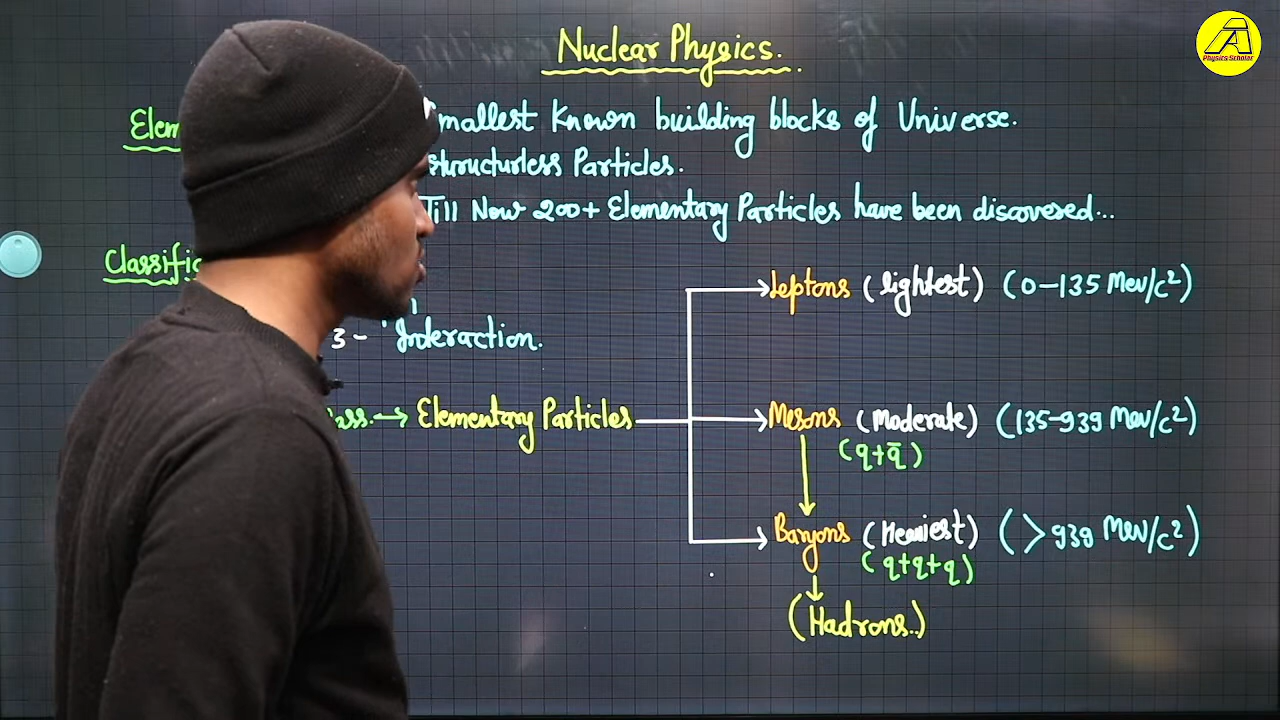 Nuclear Physics.
A
Physics Scholar
Elem
mallest Known building blocks of Universe.
structurless Particles.
Till Now 200+ Elementary Particles have been discovered...
Classific
Leptons (lightest) (0-135 Mev/c²)
3 - Interaction.
ass. → Elementary Particles
Mesons (Moderate) (135-939 Mev/c²)
(q+q̄)
Baryons (Heaviest) (>939 Mev/c²)
(q+q+q)
(Hadrons..)